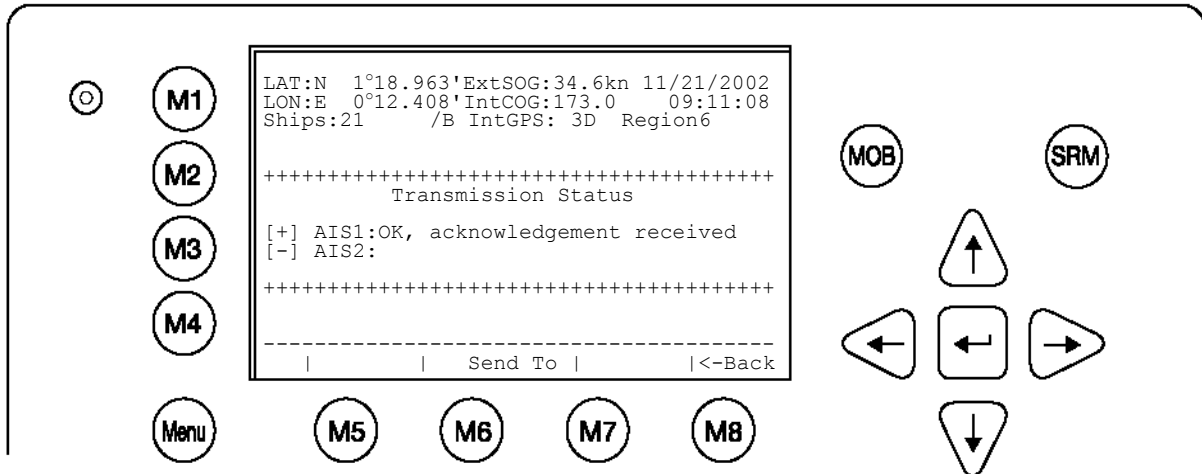 LAT:N 1°18.963'ExtSOG:34.6kn 11/21/2002
LON:E 0°12.408'IntCOG:173.0 09:11:08
Ships:21 /B IntGPS: 3D Region6
++++++++++++++++++++++++++++++++++++++++
Transmission Status
[+] AIS1:OK, acknowledgement received
[-] AIS2:
++++++++++++++++++++++++++++++++++++++++
----------------------------------------
| | Send To | |<-Back
M1
M2
M3
M4
Menu
M5
M6
M7
M8
MOB
SRM